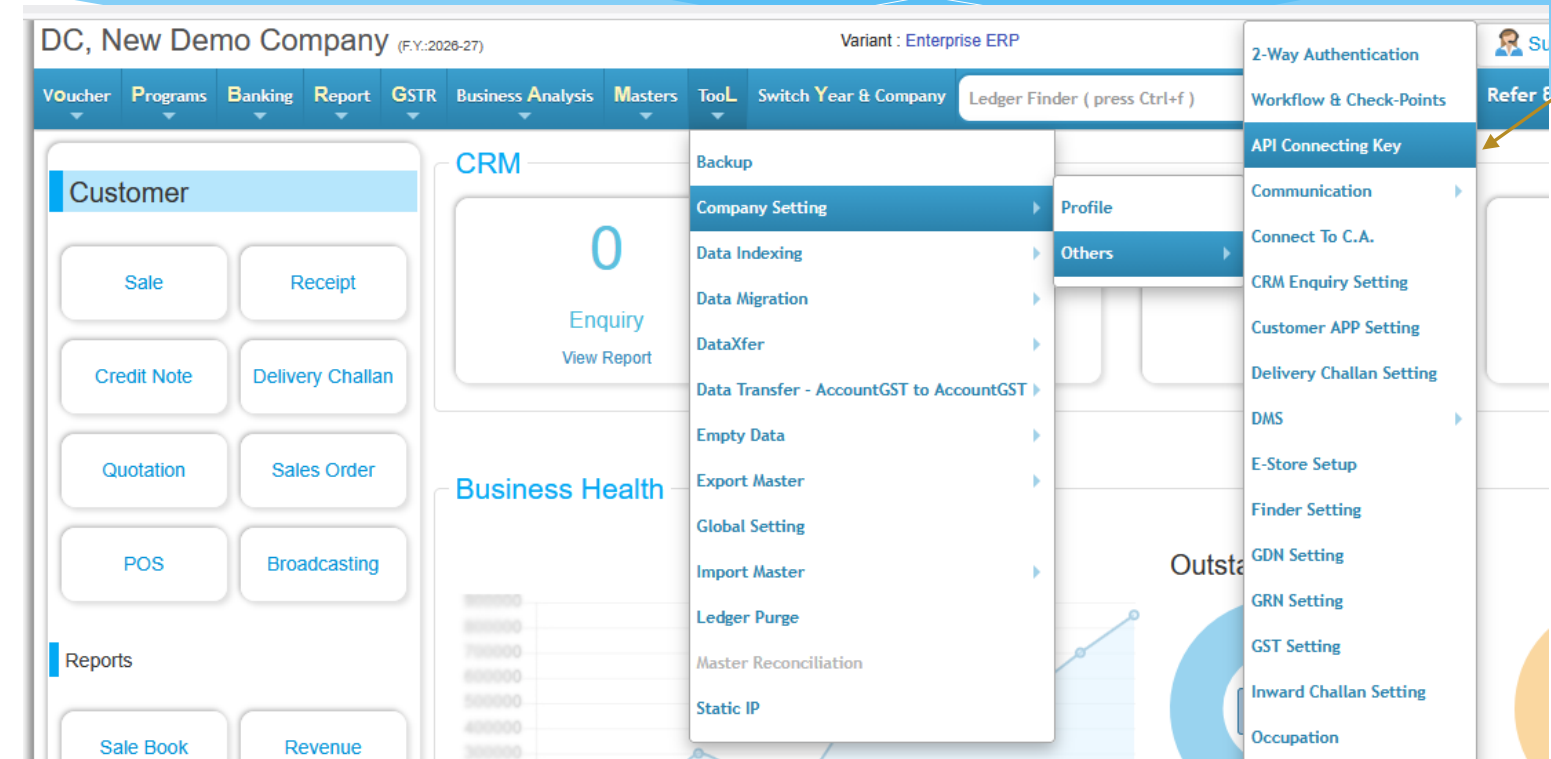 DC, New Demo Company (F.Y.:2026-27)
Variant : Enterprise ERP
Voucher Programs Banking Report GSTR Business Analysis Masters TooL Switch Year & Company Ledger Finder ( press Ctrl+f )
Refer
Customer
Sale
Receipt
Credit Note
Delivery Challan
Quotation
Sales Order
POS
Broadcasting
Reports
Sale Book
Revenue
CRM
0
Enquiry
View Report
Business Health
Backup
Company Setting
Data Indexing
Data Migration
DataXfer
Data Transfer - AccountGST to AccountGST
Empty Data
Export Master
Global Setting
Import Master
Ledger Purge
Master Reconciliation
Static IP
Profile
Others
2-Way Authentication
Workflow & Check-Points
API Connecting Key
Communication
Connect To C.A.
CRM Enquiry Setting
Customer APP Setting
Delivery Challan Setting
DMS
E-Store Setup
Finder Setting
GDN Setting
GRN Setting
GST Setting
Inward Challan Setting
Occupation